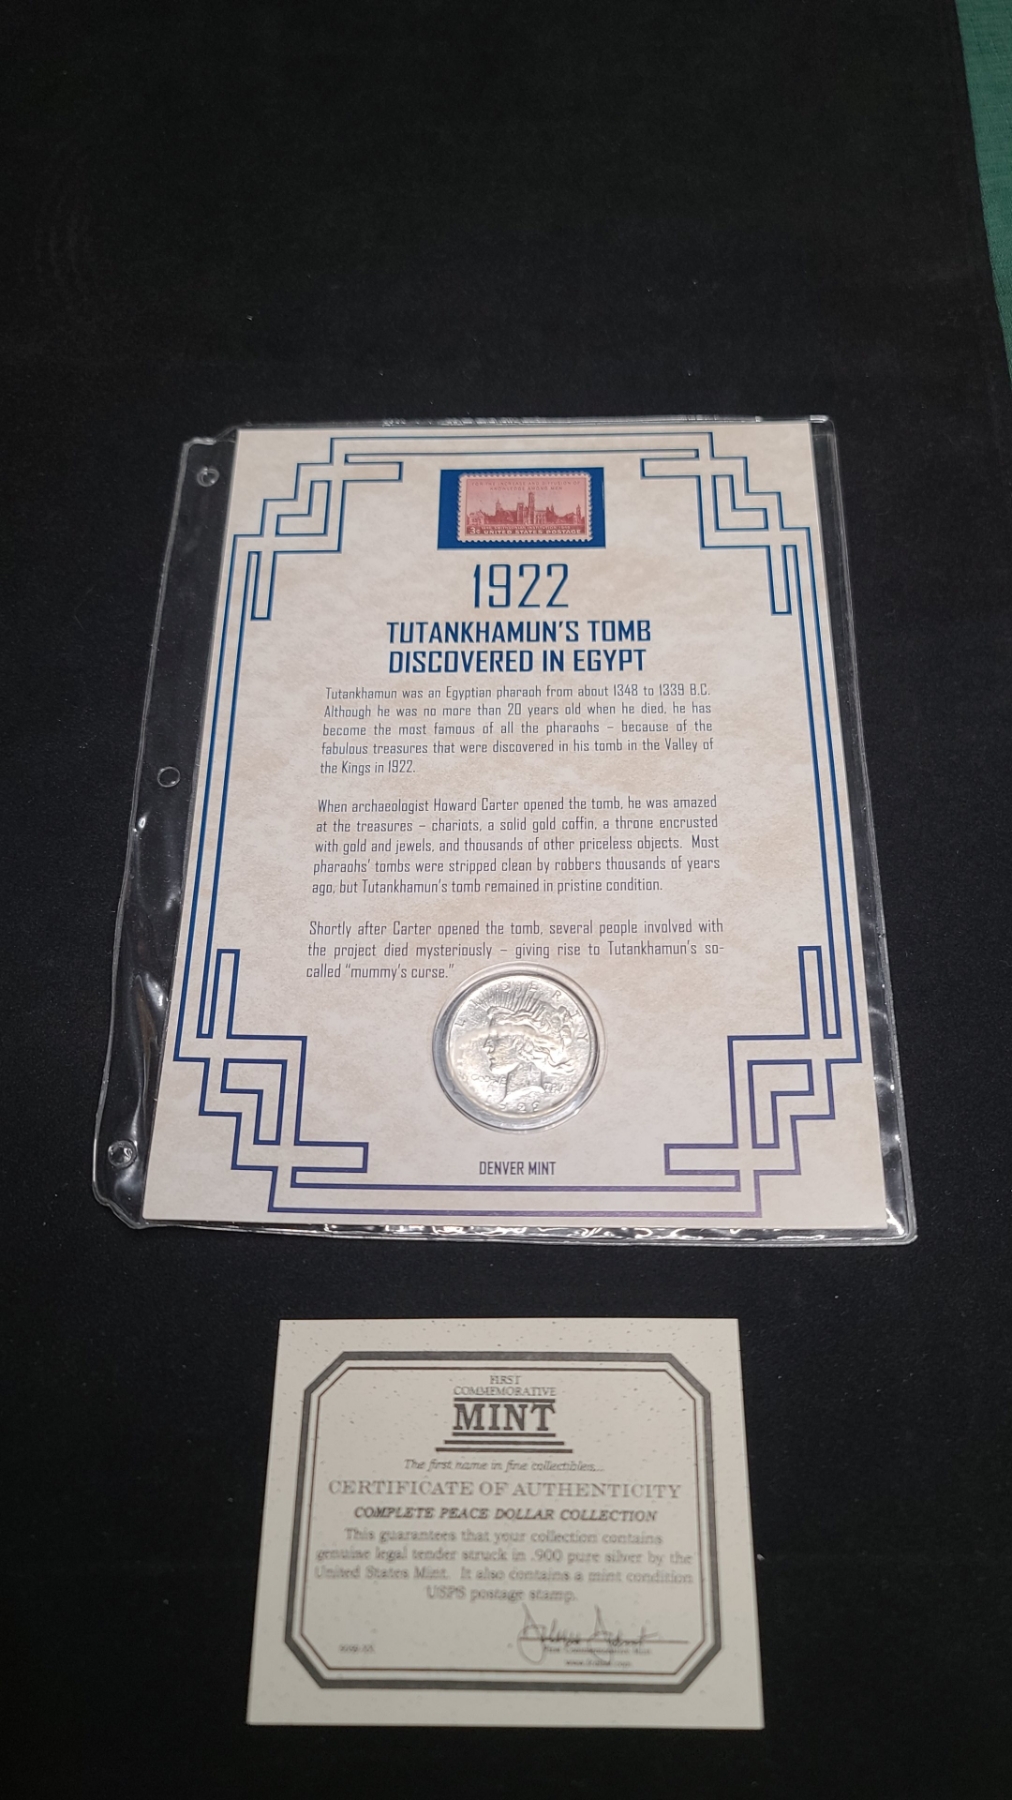 3¢ UNITED STATES POSTAGE
1922
TUTANKHAMUN'S TOMB
DISCOVERED IN EGYPT
Tutankhamun was an Egyptian pharaoh from about 1348 to 1339 B.C.
Although he was no more than 20 years old when he died, he has
become the most famous of all the pharaohs – because of the
fabulous treasures that were discovered in his tomb in the Valley of
the Kings in 1922.
When archaeologist Howard Carter opened the tomb, he was amazed
at the treasures – chariots, a solid gold coffin, a throne encrusted
with gold and jewels, and thousands of other priceless objects. Most
pharaohs' tombs were stripped clean by robbers thousands of years
ago, but Tutankhamun's tomb remained in pristine condition.
Shortly after Carter opened the tomb, several people involved with
the project died mysteriously – giving rise to Tutankhamun's so-
called "mummy's curse."
LIBERTY
1922
DENVER MINT
FIRST
COMMEMORATIVE
MINT
The first name in fine collectibles...
CERTIFICATE OF AUTHENTICITY
COMPLETE PEACE DOLLAR COLLECTION
This guarantees that your collection contains
genuine legal tender struck in .900 pure silver by the
United States Mint. It also contains a mint condition
USPS postage stamp.